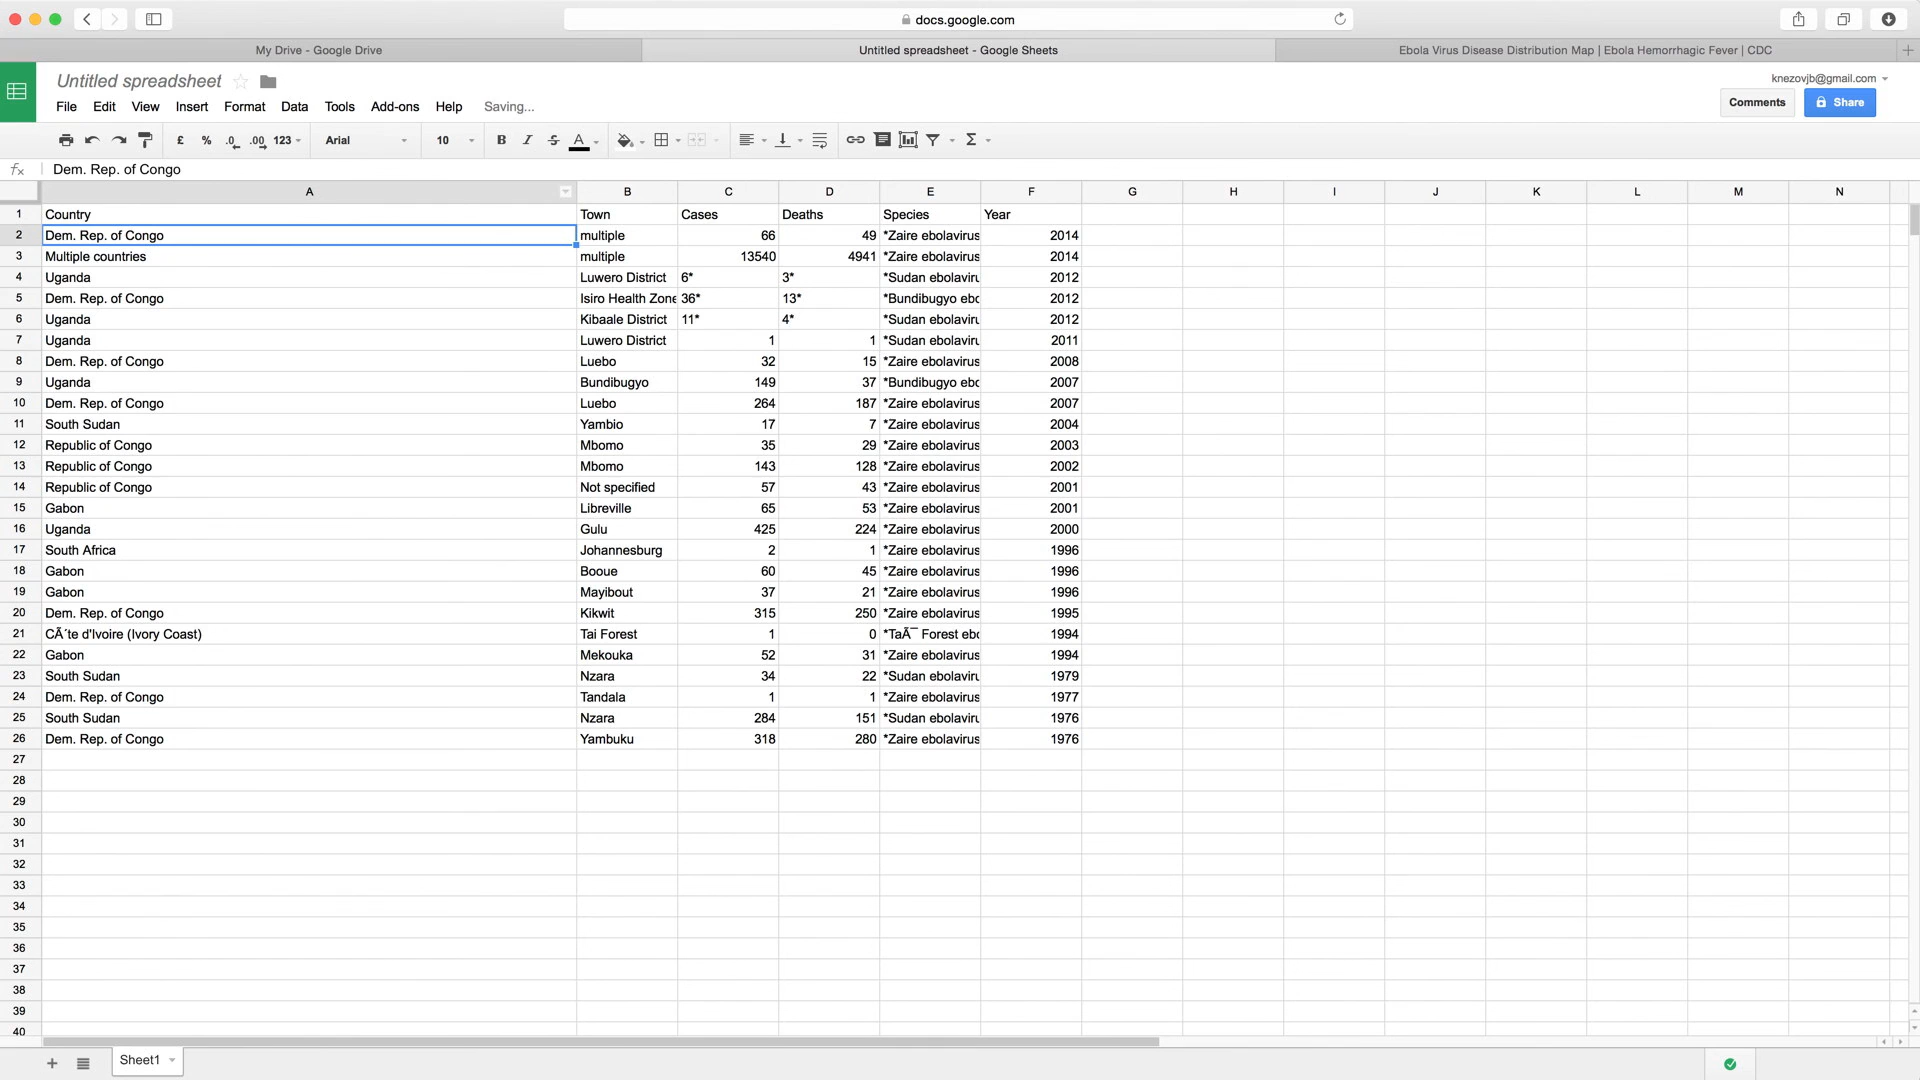 docs.google.com
My Drive - Google Drive
Untitled spreadsheet - Google Sheets
Ebola Virus Disease Distribution Map | Ebola Hemorrhagic Fever | CDC
Untitled spreadsheet
knezovjb@gmail.com
File Edit View Insert Format Data Tools Add-ons Help Saving...
Comments Share
£ % .0 .00 123 Arial 10 B I S A Σ
fx Dem. Rep. of Congo
A B C D E F G H I J K L M N
1 Country Town Cases Deaths Species Year
2 Dem. Rep. of Congo multiple 66 49 *Zaire ebolavirus 2014
3 Multiple countries multiple 13540 4941 *Zaire ebolavirus 2014
4 Uganda Luwero District 6* 3* *Sudan ebolaviru 2012
5 Dem. Rep. of Congo Isiro Health Zone 36* 13* *Bundibugyo ebo 2012
6 Uganda Kibaale District 11* 4* *Sudan ebolaviru 2012
7 Uganda Luwero District 1 1 *Sudan ebolaviru 2011
8 Dem. Rep. of Congo Luebo 32 15 *Zaire ebolavirus 2008
9 Uganda Bundibugyo 149 37 *Bundibugyo ebo 2007
10 Dem. Rep. of Congo Luebo 264 187 *Zaire ebolavirus 2007
11 South Sudan Yambio 17 7 *Zaire ebolavirus 2004
12 Republic of Congo Mbomo 35 29 *Zaire ebolavirus 2003
13 Republic of Congo Mbomo 143 128 *Zaire ebolavirus 2002
14 Republic of Congo Not specified 57 43 *Zaire ebolavirus 2001
15 Gabon Libreville 65 53 *Zaire ebolavirus 2001
16 Uganda Gulu 425 224 *Zaire ebolavirus 2000
17 South Africa Johannesburg 2 1 *Zaire ebolavirus 1996
18 Gabon Booue 60 45 *Zaire ebolavirus 1996
19 Gabon Mayibout 37 21 *Zaire ebolavirus 1996
20 Dem. Rep. of Congo Kikwit 315 250 *Zaire ebolavirus 1995
21 CÃ´te d'Ivoire (Ivory Coast) Tai Forest 1 0 *TaÃ¯ Forest ebo 1994
22 Gabon Mekouka 52 31 *Zaire ebolavirus 1994
23 South Sudan Nzara 34 22 *Sudan ebolaviru 1979
24 Dem. Rep. of Congo Tandala 1 1 *Zaire ebolavirus 1977
25 South Sudan Nzara 284 151 *Sudan ebolaviru 1976
26 Dem. Rep. of Congo Yambuku 318 280 *Zaire ebolavirus 1976
27
28
29
30
31
32
33
34
35
36
37
38
39
40
Sheet1